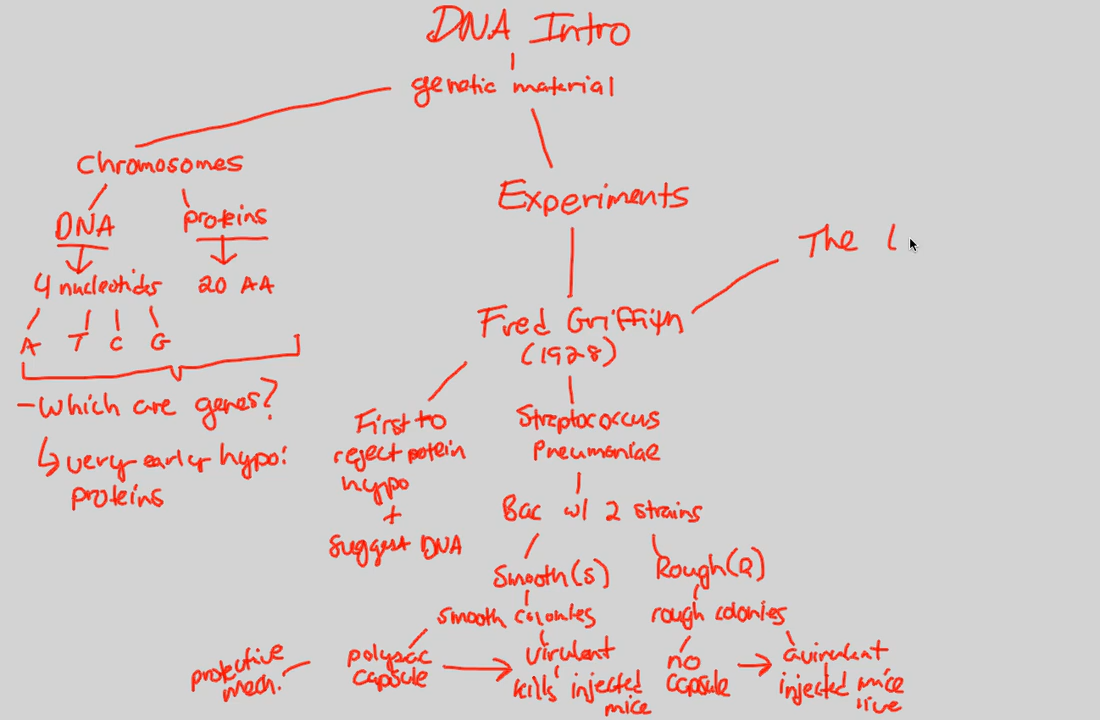 DNA Intro
genetic material
Chromosomes
DNA
proteins
4 nucleotides
20 AA
A T C G
- Which are genes?
↳ very early hypo:
proteins
Experiments
The (
Fred Griffith
(1928)
First to
reject potein
hypo
+
suggest DNA
Streptococcus
Pneumoniae
Bac w/ 2 strains
Smooth (S)
smooth colonies
polysac
capsule
protective
mech.
virulent
kills injected
mice
Rough (R)
rough colonies
no
capsule
avirulent
injected mice
live